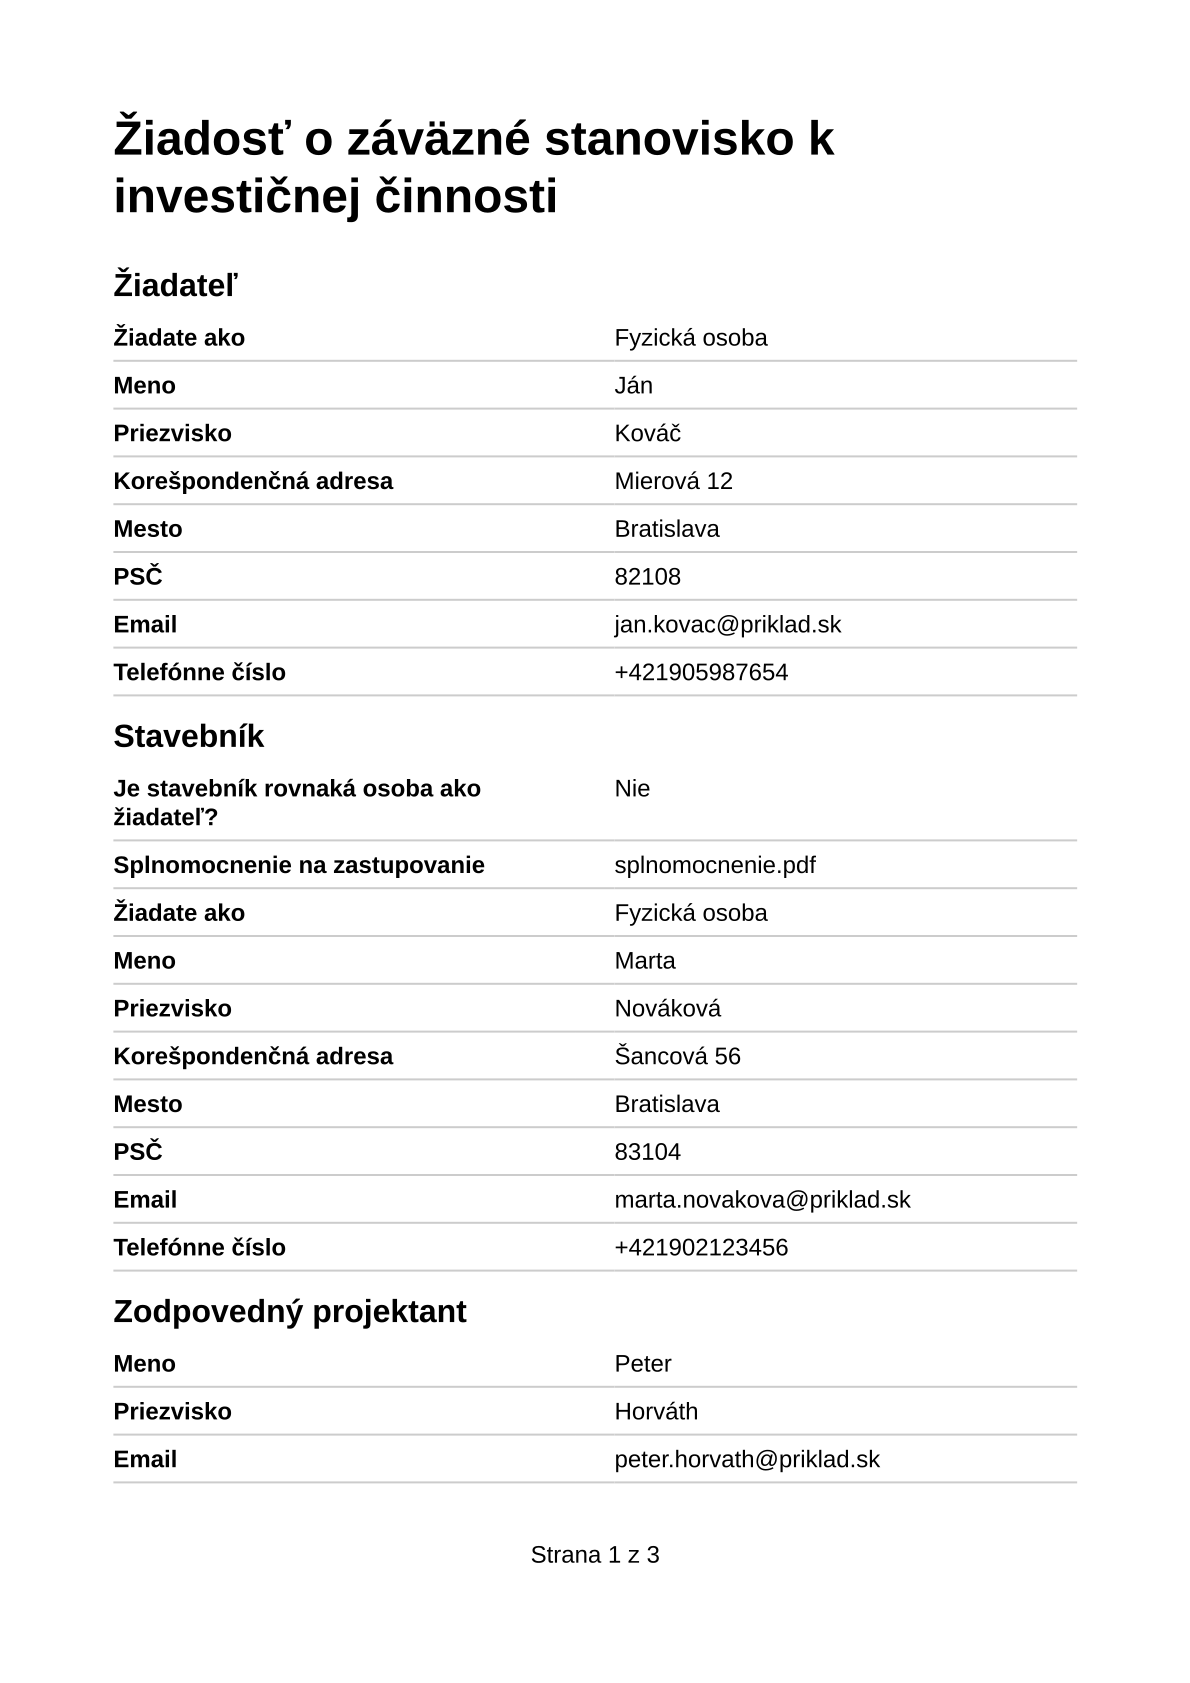 Žiadosť o záväzné stanovisko k
investičnej činnosti
Žiadateľ
Žiadate ako Fyzická osoba
Meno Ján
Priezvisko Kováč
Korešpondenčná adresa Mierová 12
Mesto Bratislava
PSČ 82108
Email jan.kovac@priklad.sk
Telefónne číslo +421905987654
Stavebník
Je stavebník rovnaká osoba ako Nie
žiadateľ?
Splnomocnenie na zastupovanie splnomocnenie.pdf
Žiadate ako Fyzická osoba
Meno Marta
Priezvisko Nováková
Korešpondenčná adresa Šancová 56
Mesto Bratislava
PSČ 83104
Email marta.novakova@priklad.sk
Telefónne číslo +421902123456
Zodpovedný projektant
Meno Peter
Priezvisko Horváth
Email peter.horvath@priklad.sk
Strana 1 z 3